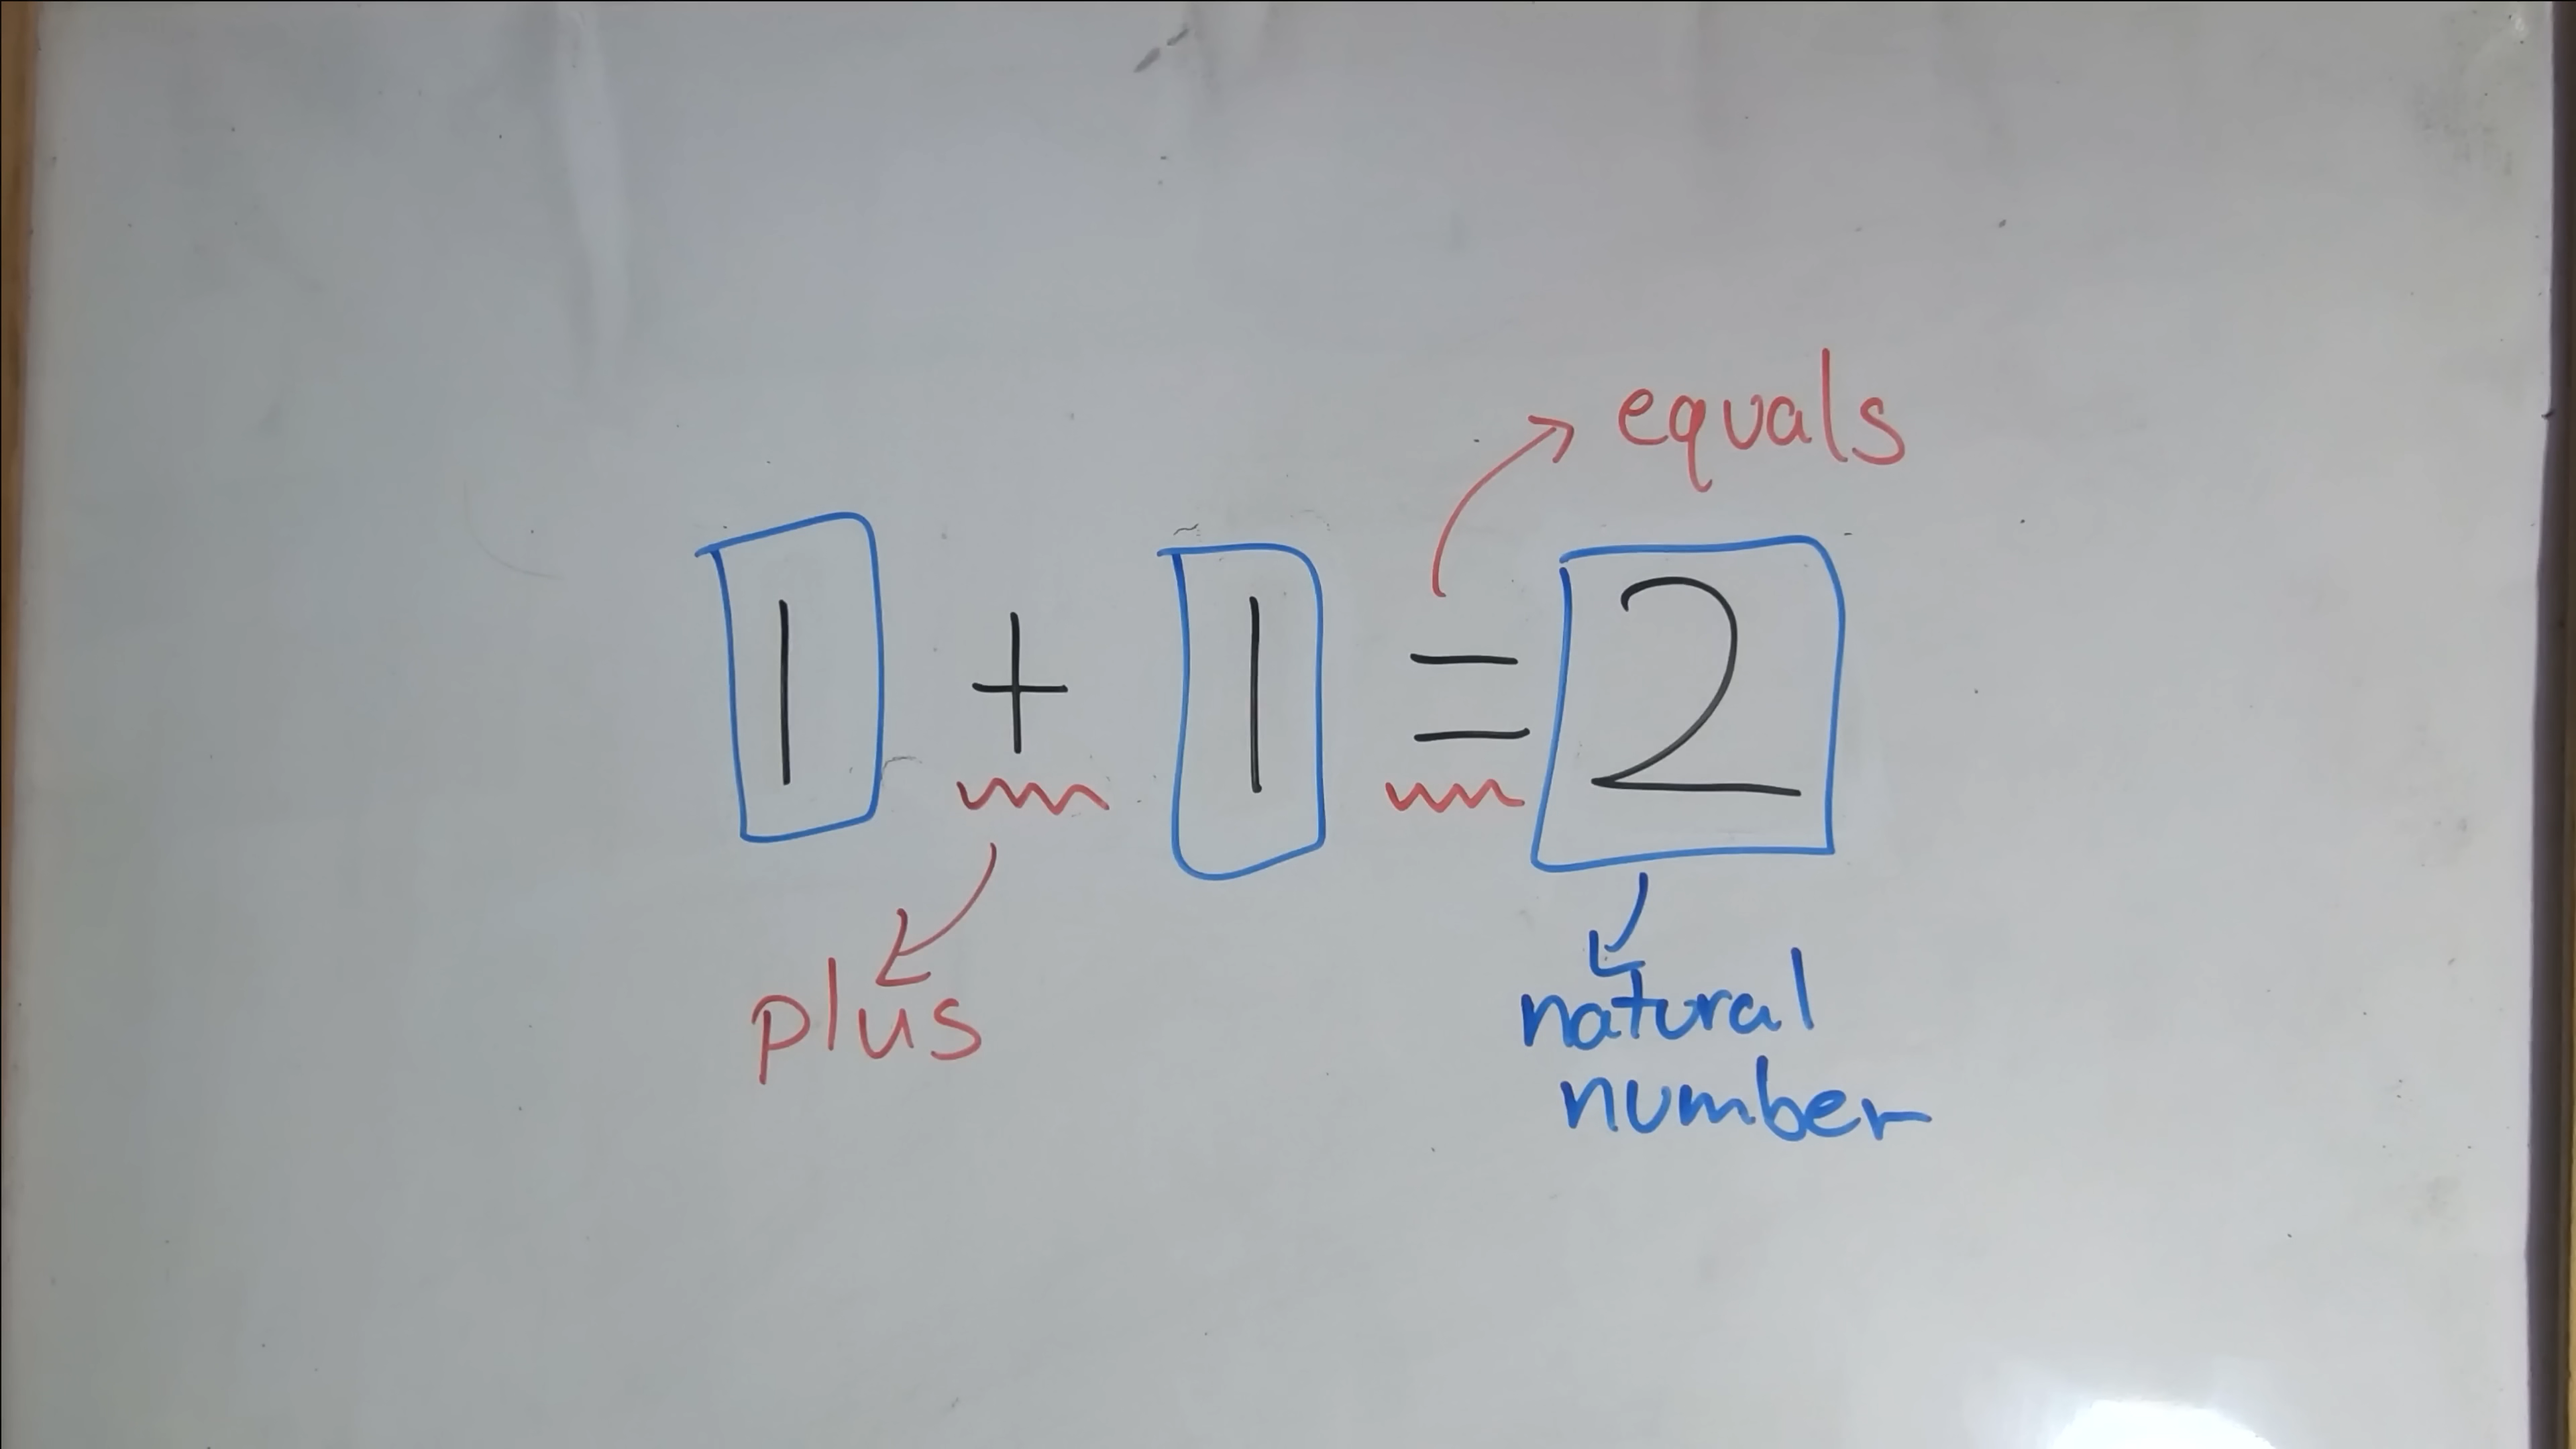 equals
1 + 1 = 2
plus
natural
number